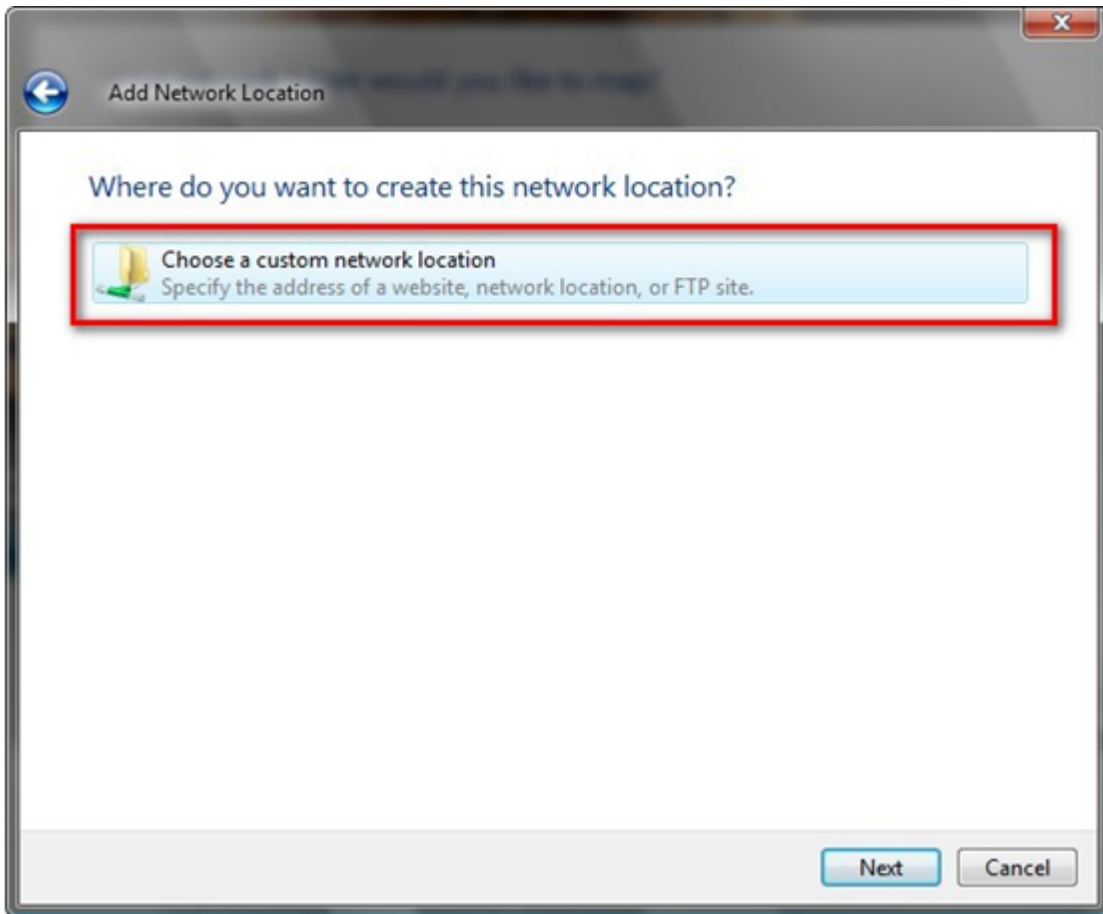 Add Network Location
Where do you want to create this network location?
Choose a custom network location
Specify the address of a website, network location, or FTP site.
Next
Cancel